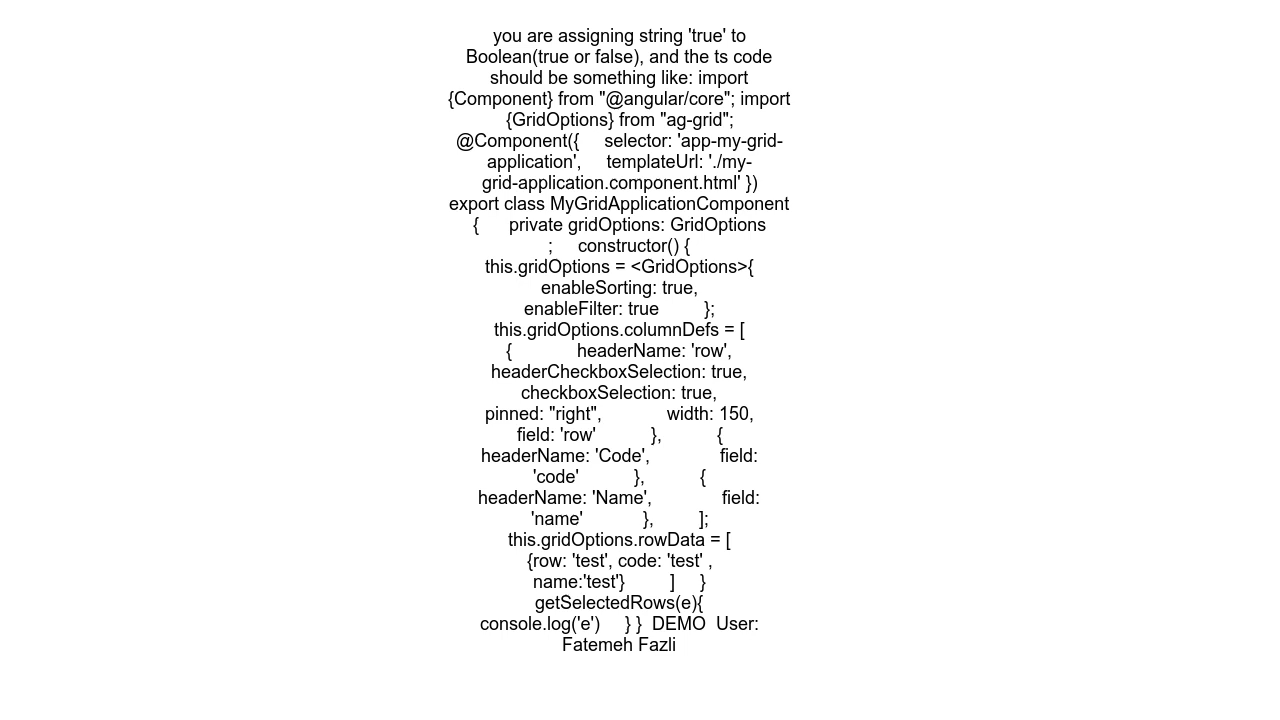 you are assigning string 'true' to
Boolean(true or false), and the ts code
should be something like: import
{Component} from "@angular/core"; import
{GridOptions} from "ag-grid";
@Component({     selector: 'app-my-grid-
application',     templateUrl: './my-
grid-application.component.html' })
export class MyGridApplicationComponent
{      private gridOptions: GridOptions
;     constructor() {
this.gridOptions = <GridOptions>{
enableSorting: true,
enableFilter: true         };
this.gridOptions.columnDefs = [
{             headerName: 'row',
headerCheckboxSelection: true,
checkboxSelection: true,
pinned: "right",             width: 150,
field: 'row'           },           {
headerName: 'Code',              field:
'code'           },           {
headerName: 'Name',              field:
'name'            },         ];
this.gridOptions.rowData = [
{row: 'test', code: 'test' ,
name:'test'}         ]     }
getSelectedRows(e){
console.log('e')     } }  DEMO  User:
Fatemeh Fazli